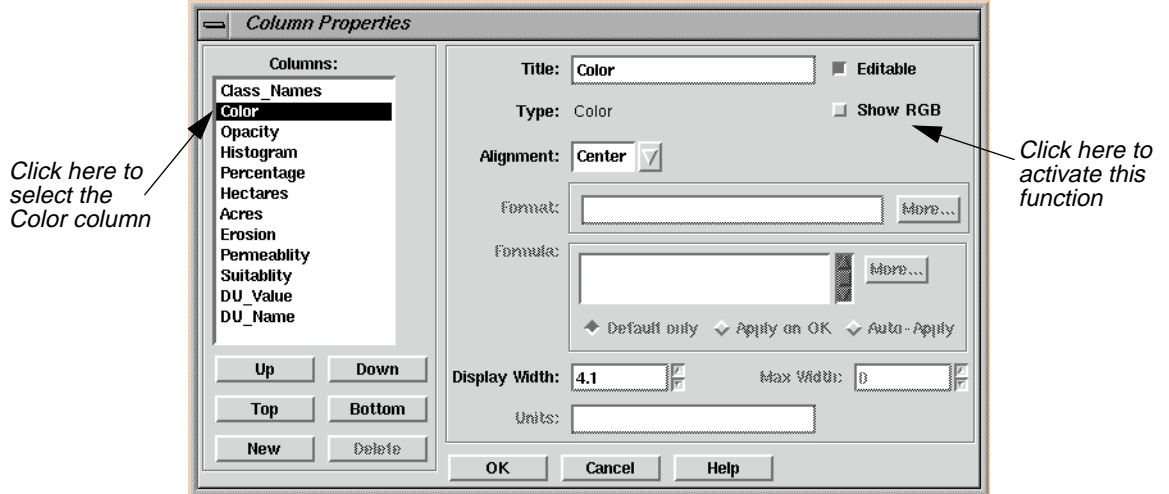 Column Properties
Columns:
Class_Names
Color
Opacity
Histogram
Percentage
Hectares
Acres
Erosion
Permeablity
Suitablity
DU_Value
DU_Name
Up Down
Top Bottom
New Delete
Title: Color Editable
Type: Color Show RGB
Alignment: Center
Format: More...
Formula: More...
Default only Apply on OK Auto-Apply
Display Width: 4.1 Max Width: 0
Units:
OK Cancel Help
Click here to
select the
Color column
Click here to
activate this
function